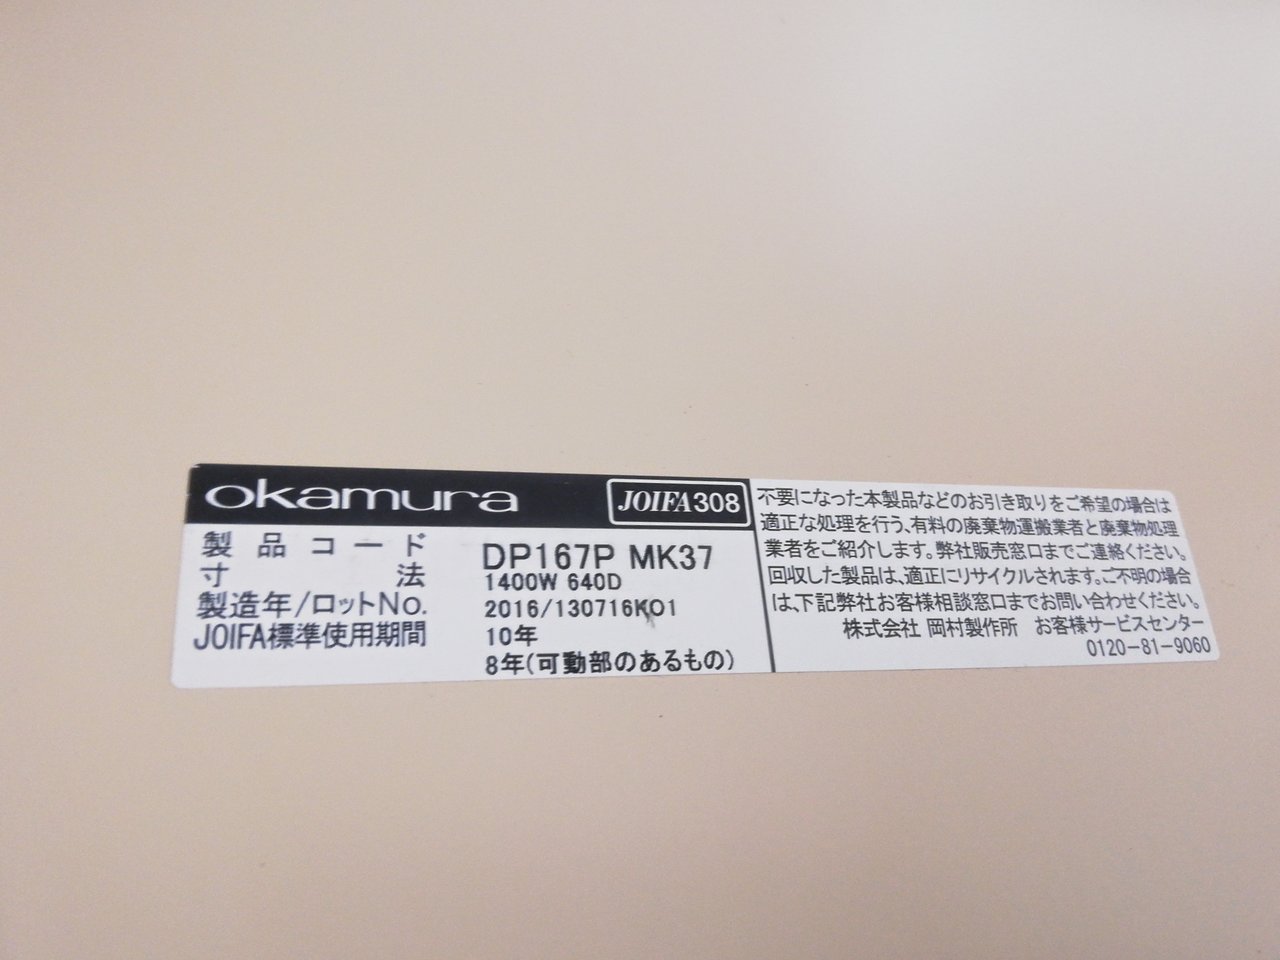 okamura JOIFA308
製品コード DP167P MK37
寸法 1400W 640D
製造年/ロットNo. 2016/130716K01
JOIFA標準使用期間 10年
8年(可動部のあるもの)
不要になった本製品などのお引き取りをご希望の場合は
適正な処理を行う、有料の廃棄物運搬業者と廃棄物処理
業者をご紹介します。弊社販売窓口までご連絡ください。
回収した製品は、適正にリサイクルされます。ご不明の場合
は、下記弊社お客様相談窓口までお問い合わせください。
株式会社 岡村製作所 お客様サービスセンター
0120-81-9060